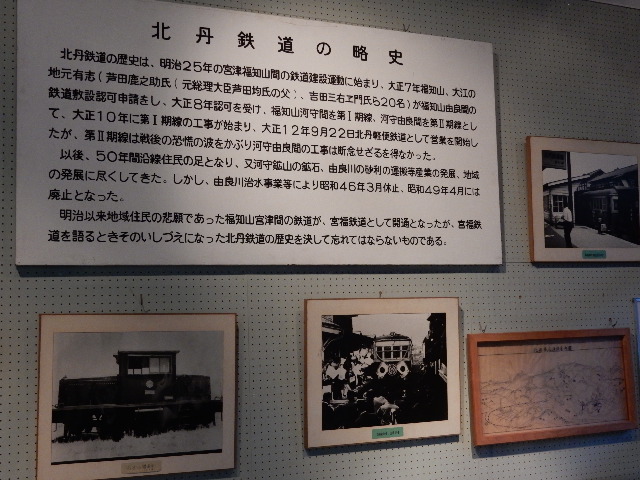 北丹鉄道の略史
北丹鉄道の歴史は、明治25年の宮津福知山間の鉄道建設運動に始まり、大正7年福知山、大江の
地元有志(芦田鹿之助氏(元総理大臣芦田均氏の父)、吉田三右ヱ門氏ら20名)が福知山由良間の
鉄道敷設認可申請をし、大正8年認可を受け、福知山河守間を第Ⅰ期線、河守由良間を第Ⅱ期線とし
て、大正10年に第Ⅰ期線の工事が始まり、大正12年9月22日北丹軽便鉄道として営業を開始し
たが、第Ⅱ期線は戦後の恐慌の波をかぶり河守由良間の工事は断念せざるを得なかった。
以後、50年間沿線住民の足となり、又河守鉱山の鉱石、由良川の砂利の運搬等産業の発展、地域
の発展に尽くしてきた。しかし、由良川治水事業等により昭和46年3月休止、昭和49年4月には
廃止となった。
明治以来地域住民の悲願であった福知山宮津間の鉄道が、宮福鉄道として開通となったが、宮福鉄
道を語るときそのいしづえになった北丹鉄道の歴史を決して忘れてはならないものである。